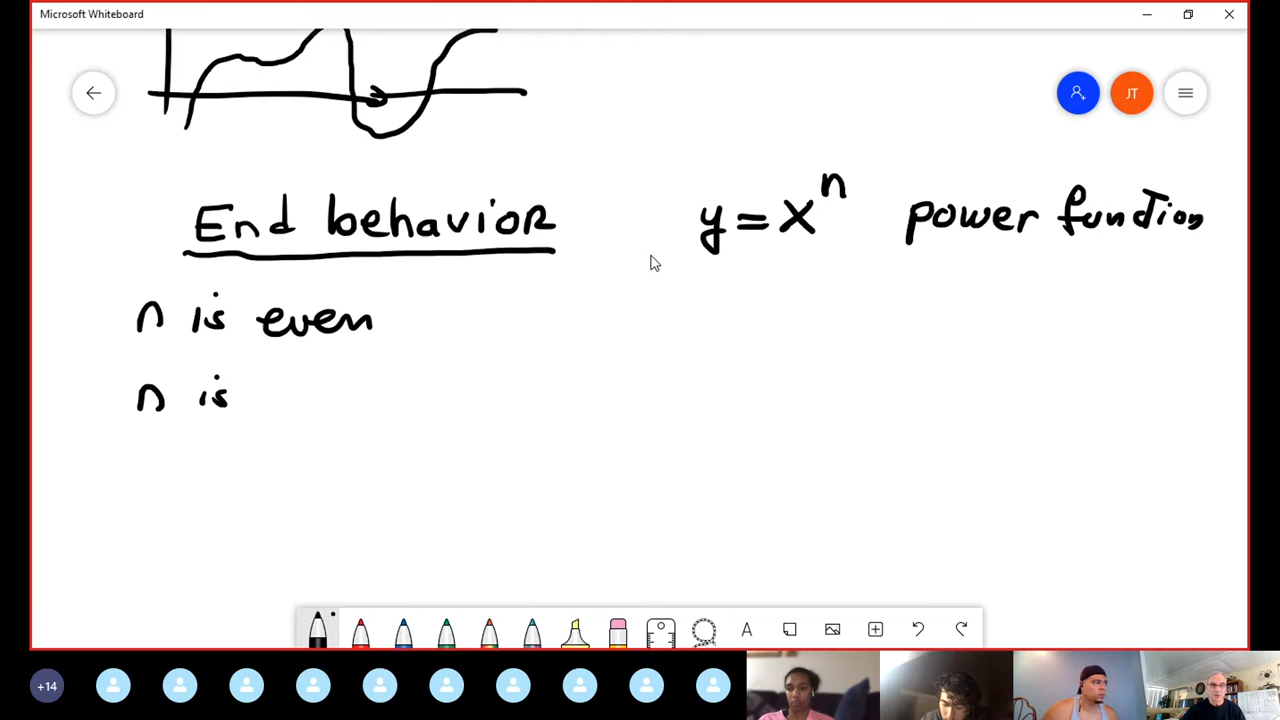 Microsoft Whiteboard
JT
End behavior
y = x^n power function
n is even
n is
A
+14